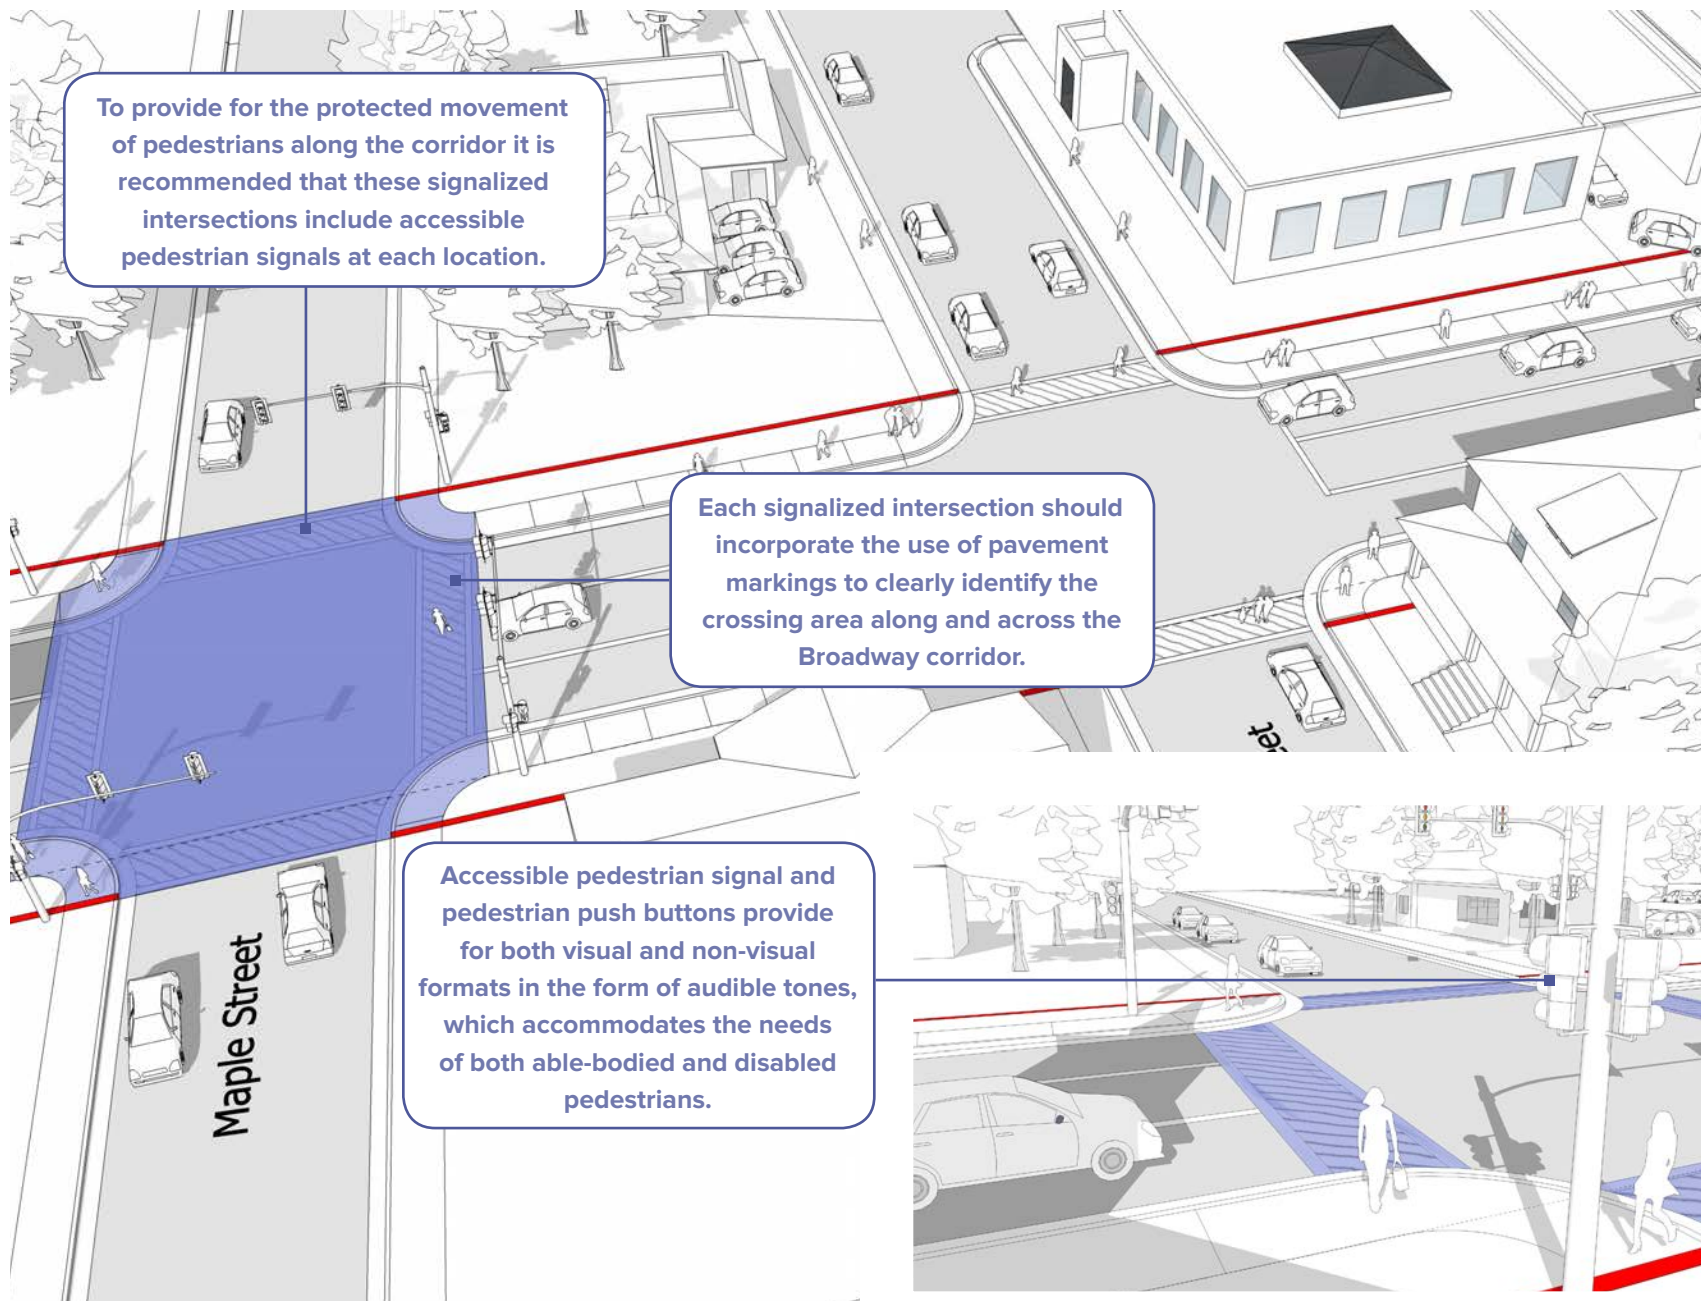 To provide for the protected movement
of pedestrians along the corridor it is
recommended that these signalized
intersections include accessible
pedestrian signals at each location.
Each signalized intersection should
incorporate the use of pavement
markings to clearly identify the
crossing area along and across the
Broadway corridor.
Accessible pedestrian signal and
pedestrian push buttons provide
for both visual and non-visual
formats in the form of audible tones,
which accommodates the needs
of both able-bodied and disabled
pedestrians.
Maple Street
eet